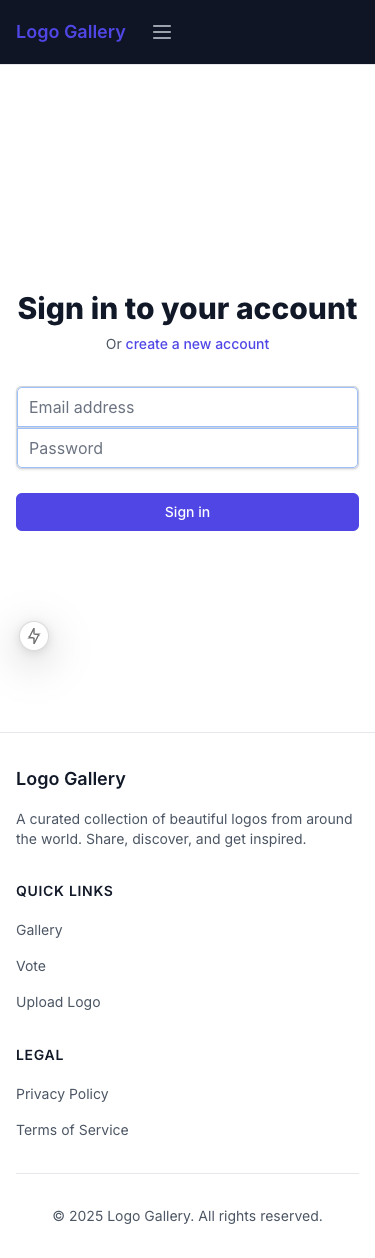 Logo Gallery
Sign in to your account
Or create a new account
Email address
Password
Sign in
Logo Gallery
A curated collection of beautiful logos from around
the world. Share, discover, and get inspired.
QUICK LINKS
Gallery
Vote
Upload Logo
LEGAL
Privacy Policy
Terms of Service
© 2025 Logo Gallery. All rights reserved.